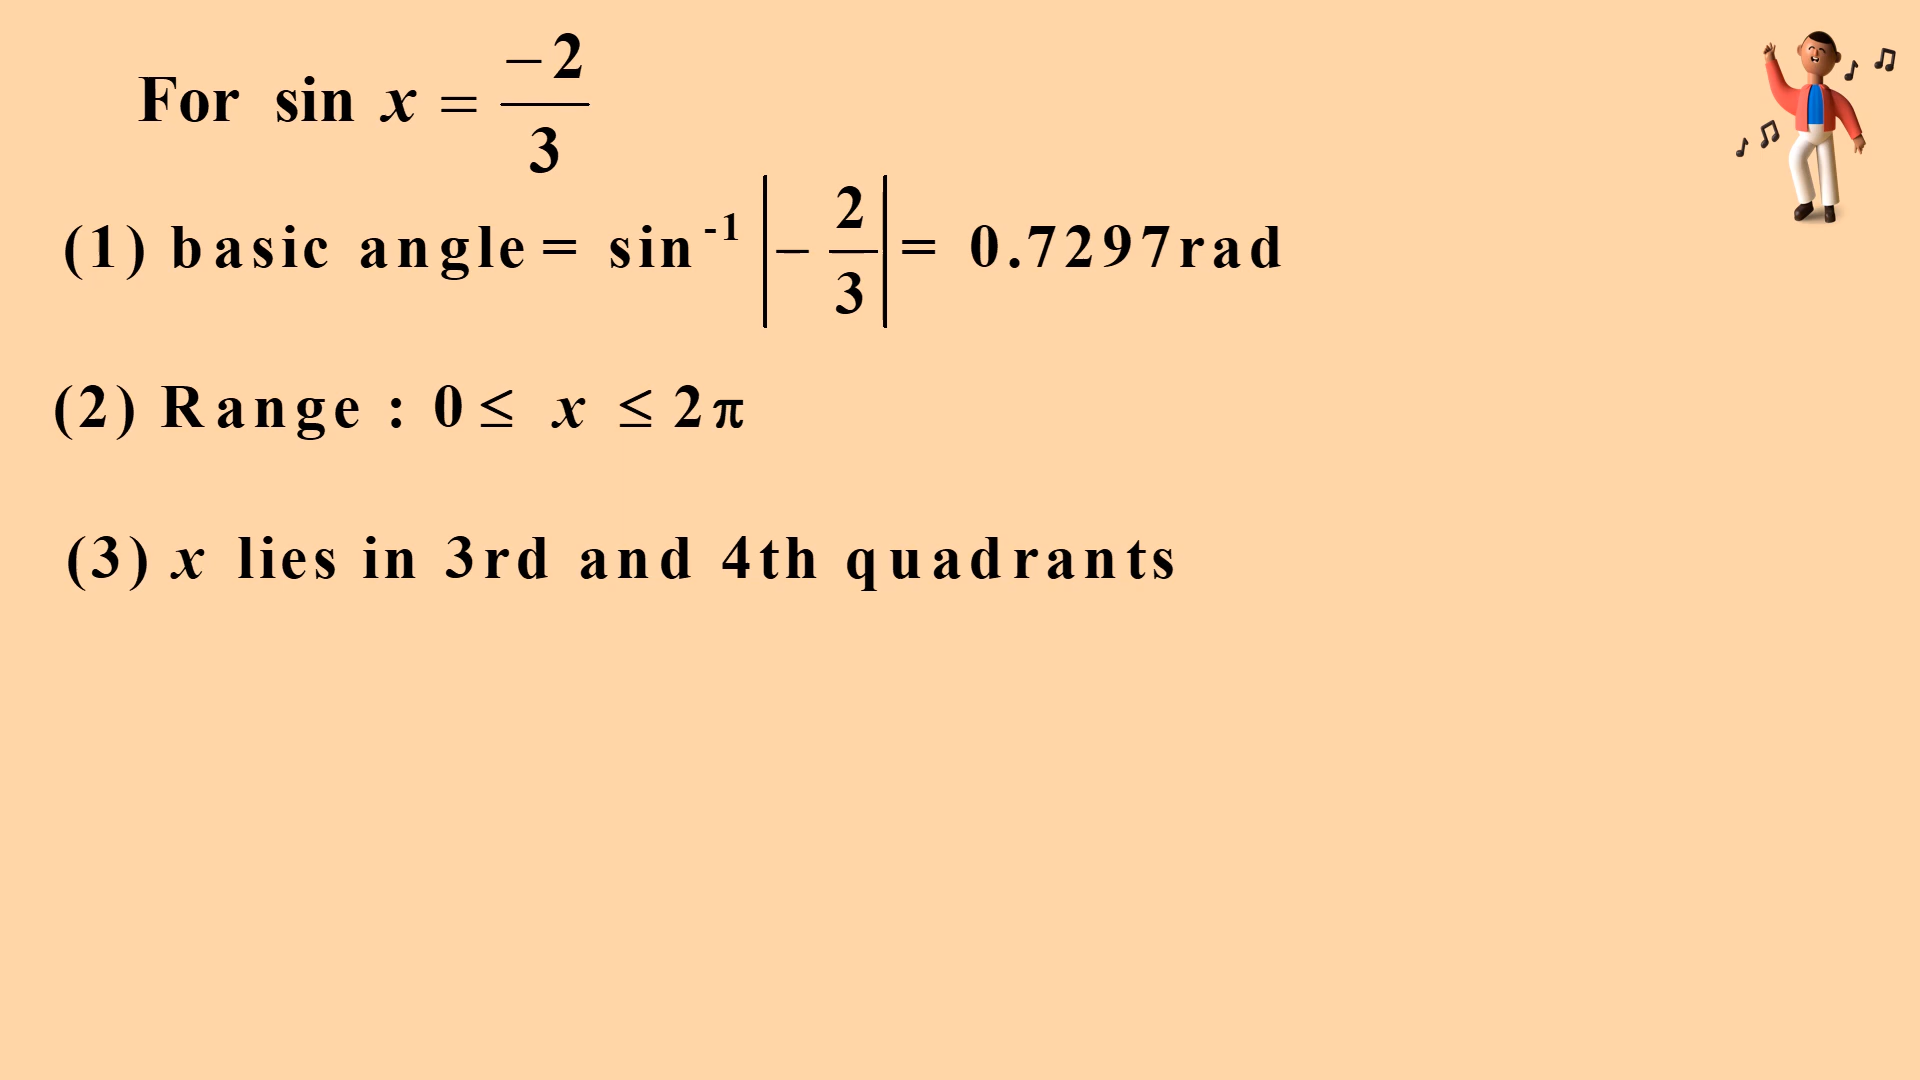 For sin x = −2/3
(1) basic angle = sin⁻¹ |− 2/3| = 0.7297rad
(2) Range : 0 ≤ x ≤ 2π
(3) x lies in 3rd and 4th quadrants